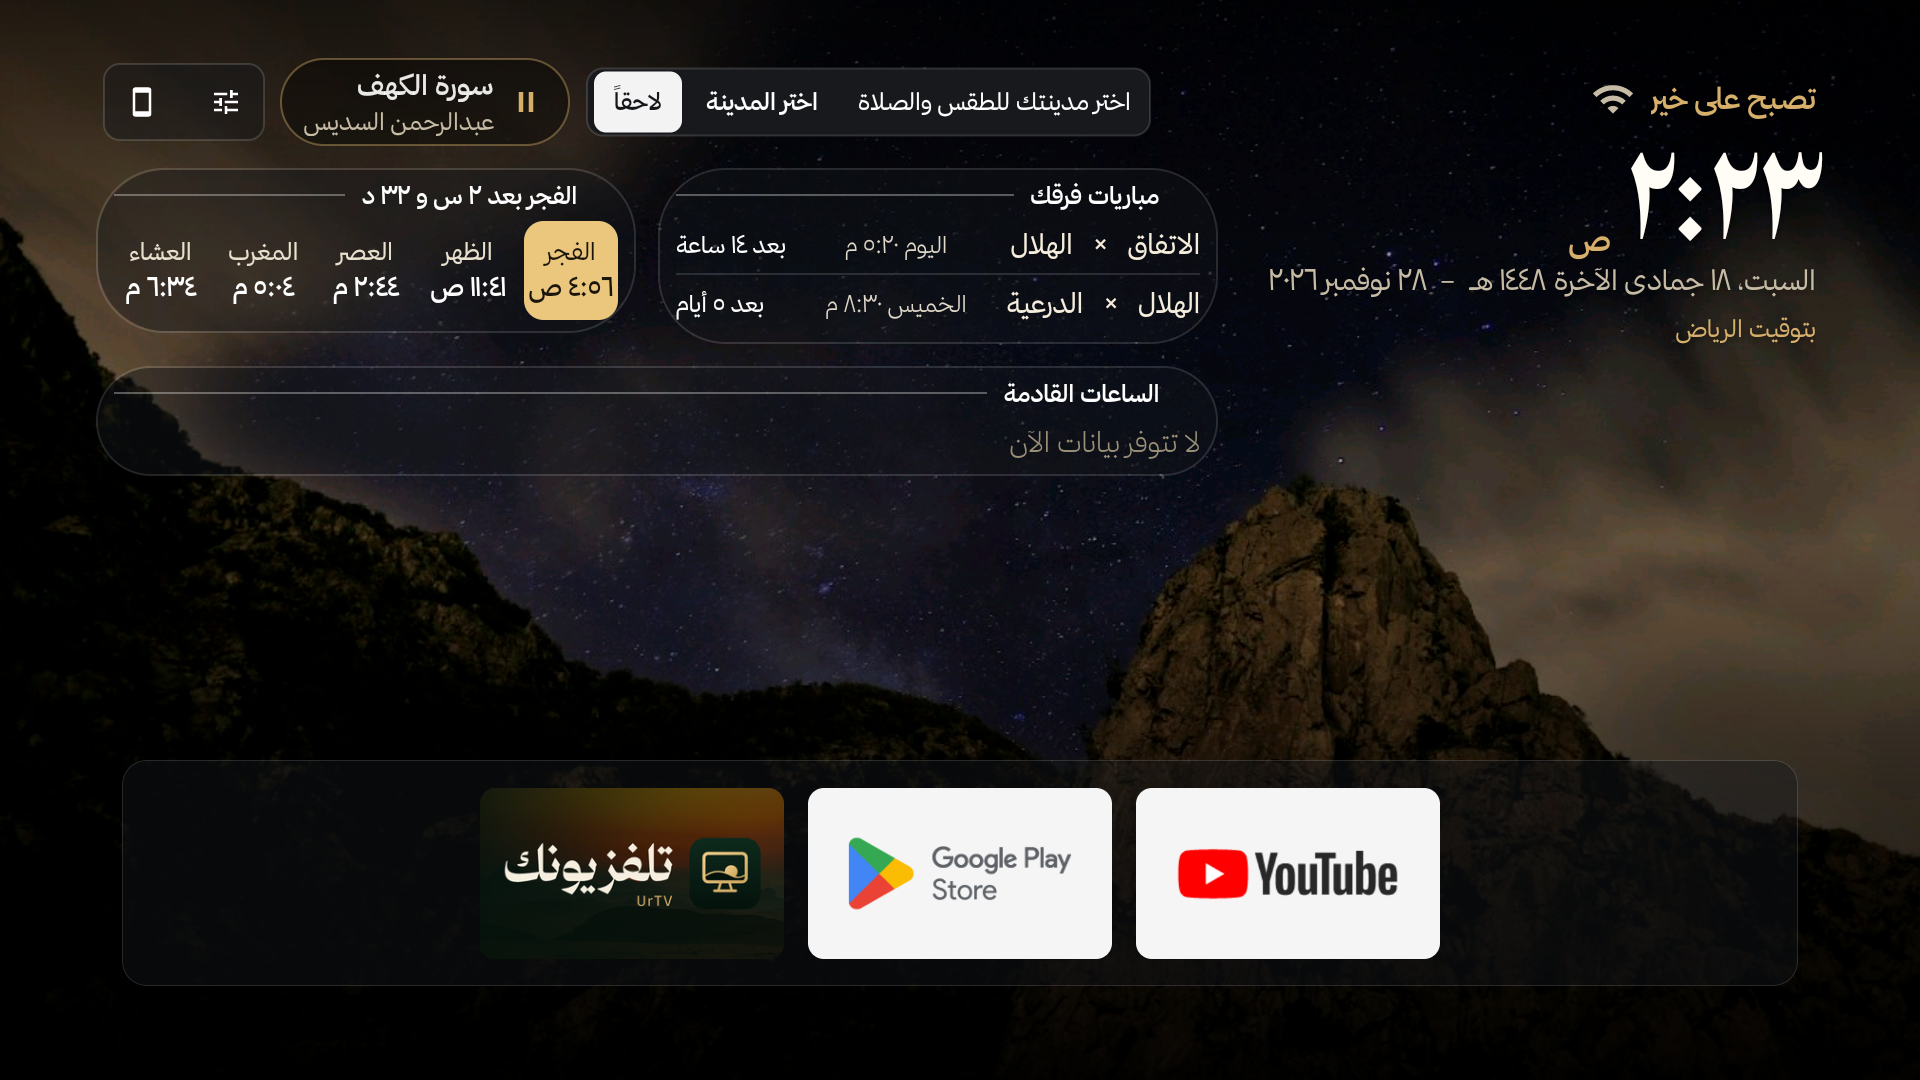 تصبح على خير
٢:٢٣ ص
السبت، ١٨ جمادى الآخرة ١٤٤٨ هـ – ٢٨ نوفمبر ٢٠٢٦
بتوقيت الرياض
اختر مدينتك للطقس والصلاة
اختر المدينة
لاحقاً
سورة الكهف
عبدالرحمن السديس
مباريات فرقك
الاتفاق × الهلال اليوم ٥:٢٠ م بعد ١٤ ساعة
الهلال × الدرعية الخميس ٨:٣٠ م بعد ٥ أيام
الفجر بعد ٢ س و ٣٢ د
الفجر الظهر العصر المغرب العشاء
٤:٥٦ ص ١١:٤١ ص ٢:٤٤ م ٥:٠٤ م ٦:٣٤ م
الساعات القادمة
لا تتوفر بيانات الآن
YouTube
Google Play
Store
تلفزيونك
UrTV